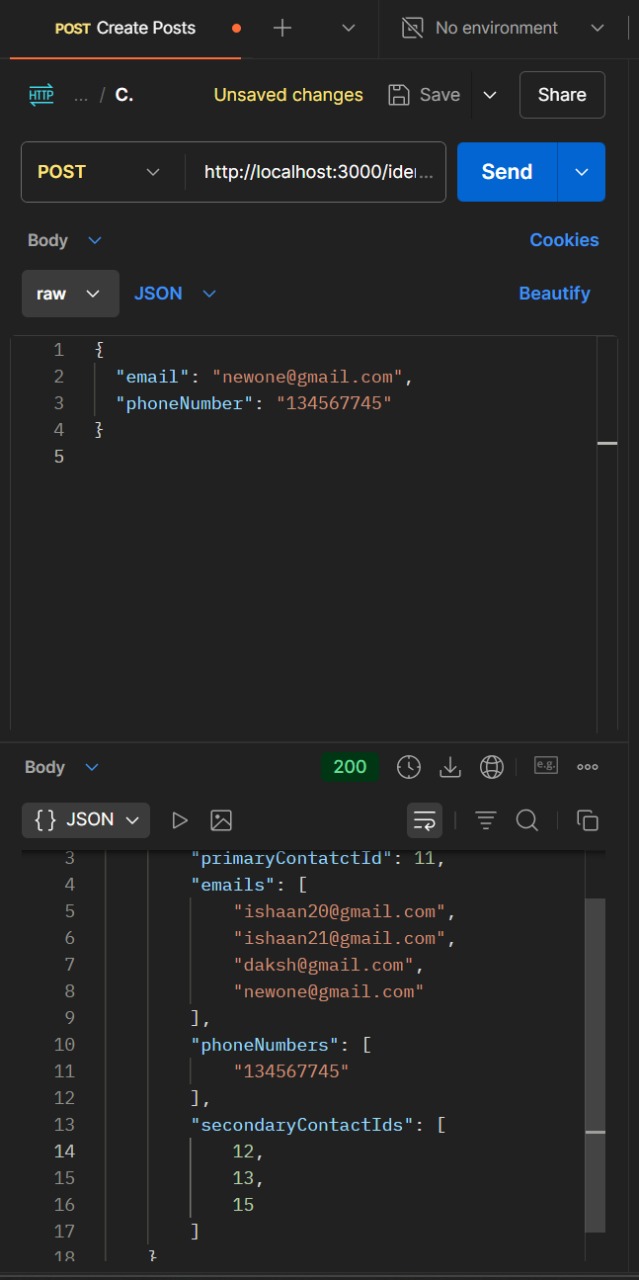 POST Create Posts
No environment
HTTP ... / C. Unsaved changes Save Share
POST http://localhost:3000/ide... Send
Body Cookies
raw JSON Beautify
1 {
2 "email": "newone@gmail.com",
3 "phoneNumber": "134567745"
4 }
5
Body 200 e.g.
{} JSON
3 "primaryContatctId": 11,
4 "emails": [
5 "ishaan20@gmail.com",
6 "ishaan21@gmail.com",
7 "daksh@gmail.com",
8 "newone@gmail.com"
9 ],
10 "phoneNumbers": [
11 "134567745"
12 ],
13 "secondaryContactIds": [
14 12,
15 13,
16 15
17 ]
18 }